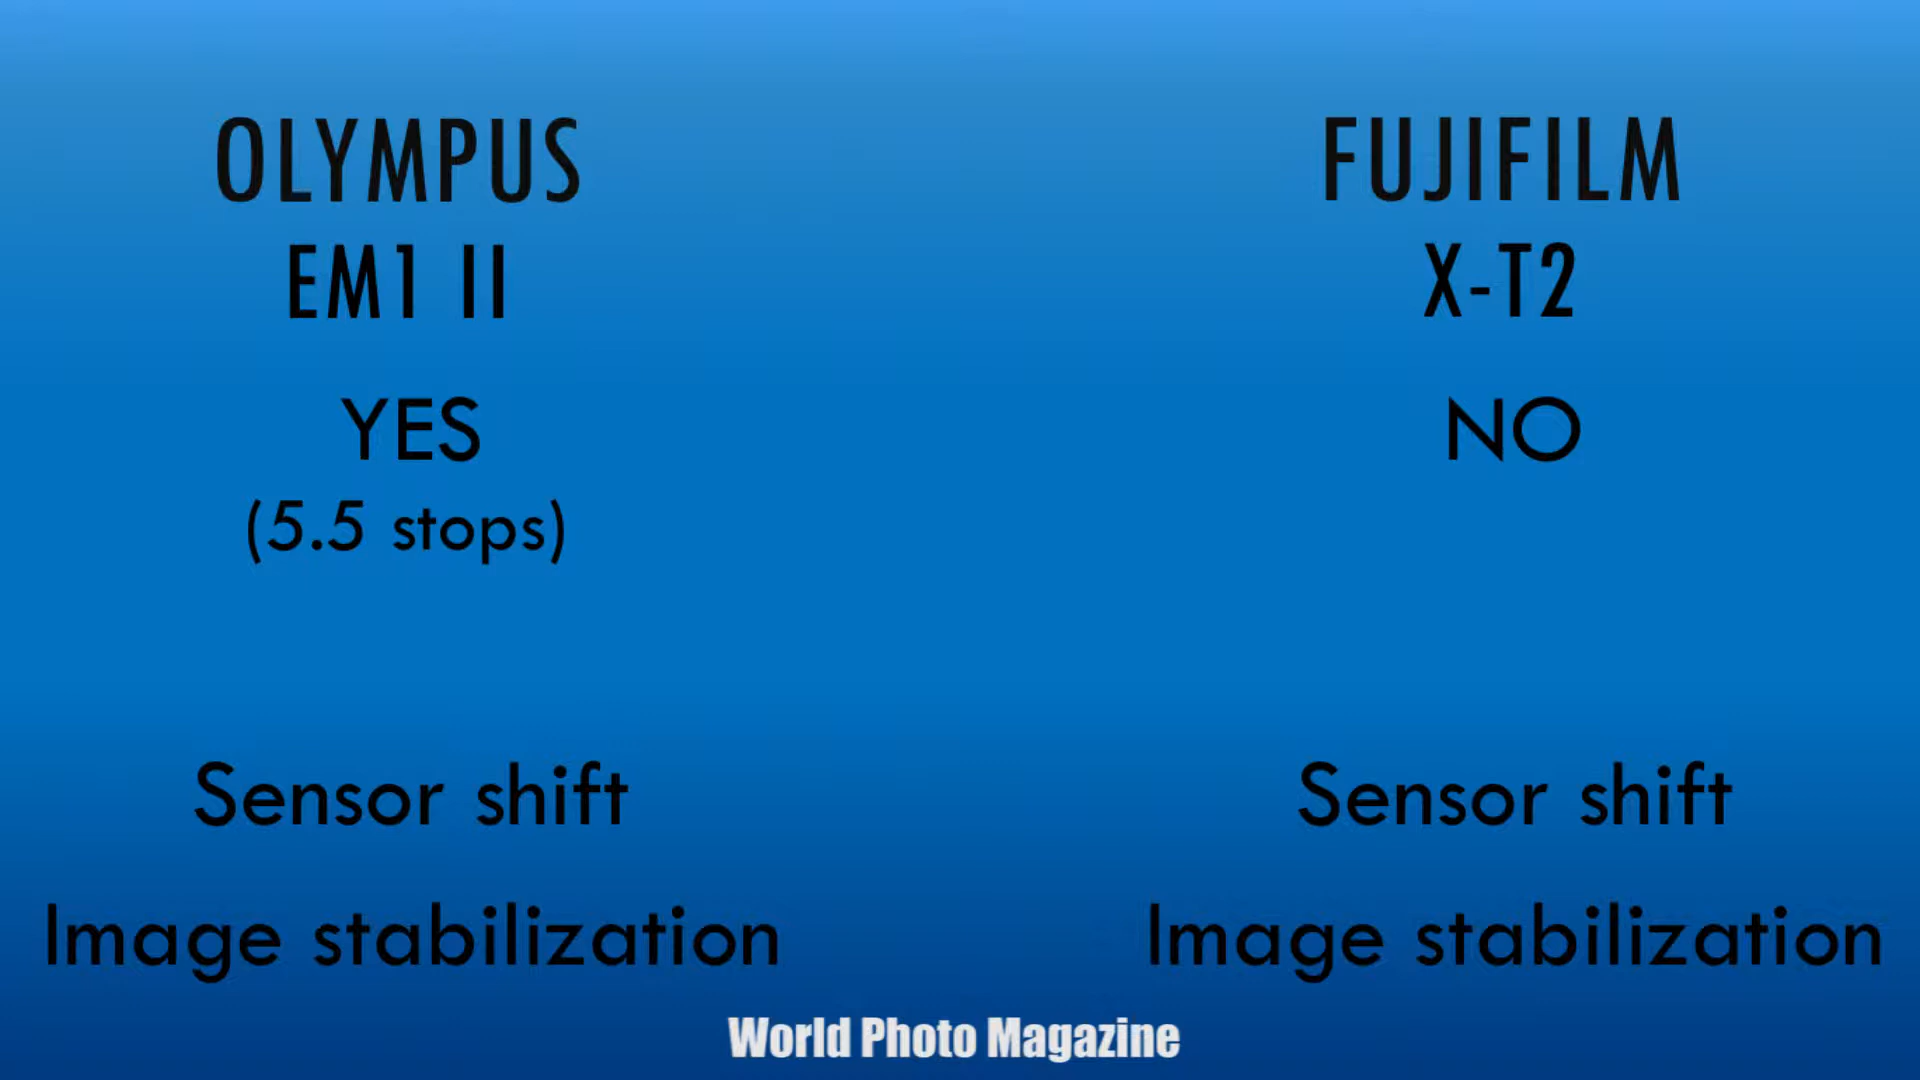 OLYMPUS
EM1 II
YES
(5.5 stops)
Sensor shift
Image stabilization
FUJIFILM
X-T2
NO
Sensor shift
Image stabilization
World Photo Magazine